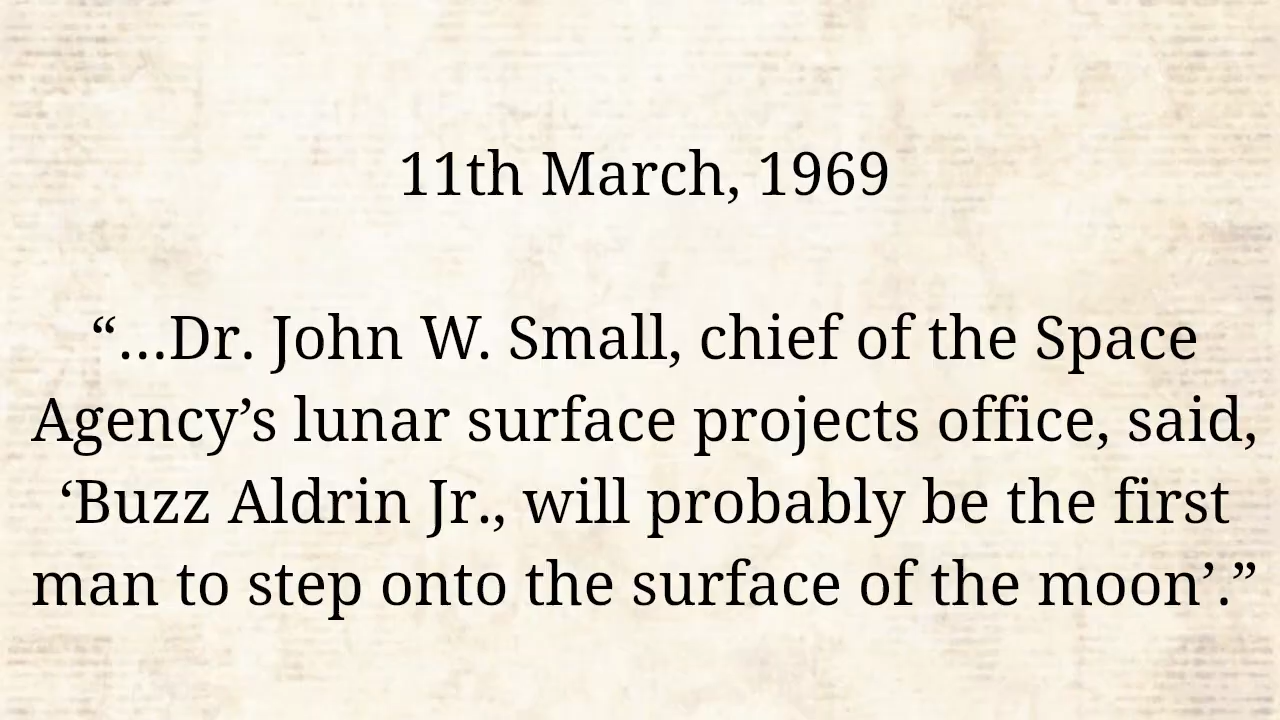 11th March, 1969
“…Dr. John W. Small, chief of the Space
Agency’s lunar surface projects office, said,
‘Buzz Aldrin Jr., will probably be the first
man to step onto the surface of the moon’.”